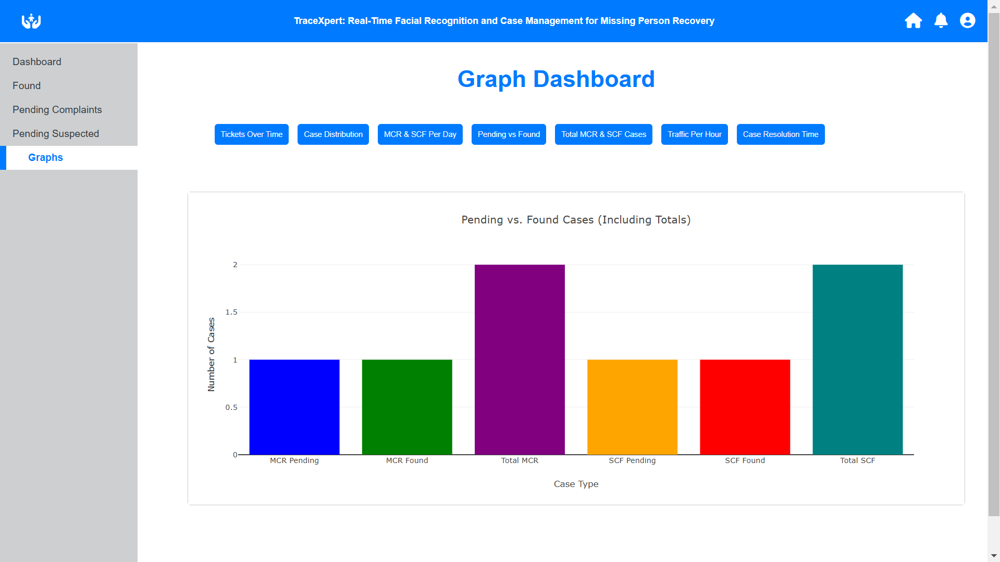 TraceXpert: Real-Time Facial Recognition and Case Management for Missing Person Recovery
Dashboard
Found
Pending Complaints
Pending Suspected
Graphs
Graph Dashboard
Tickets Over Time
Case Distribution
MCR & SCF Per Day
Pending vs Found
Total MCR & SCF Cases
Traffic Per Hour
Case Resolution Time
Pending vs. Found Cases (Including Totals)
Number of Cases
2
1.5
1
0.5
0
MCR Pending
MCR Found
Total MCR
SCF Pending
SCF Found
Total SCF
Case Type